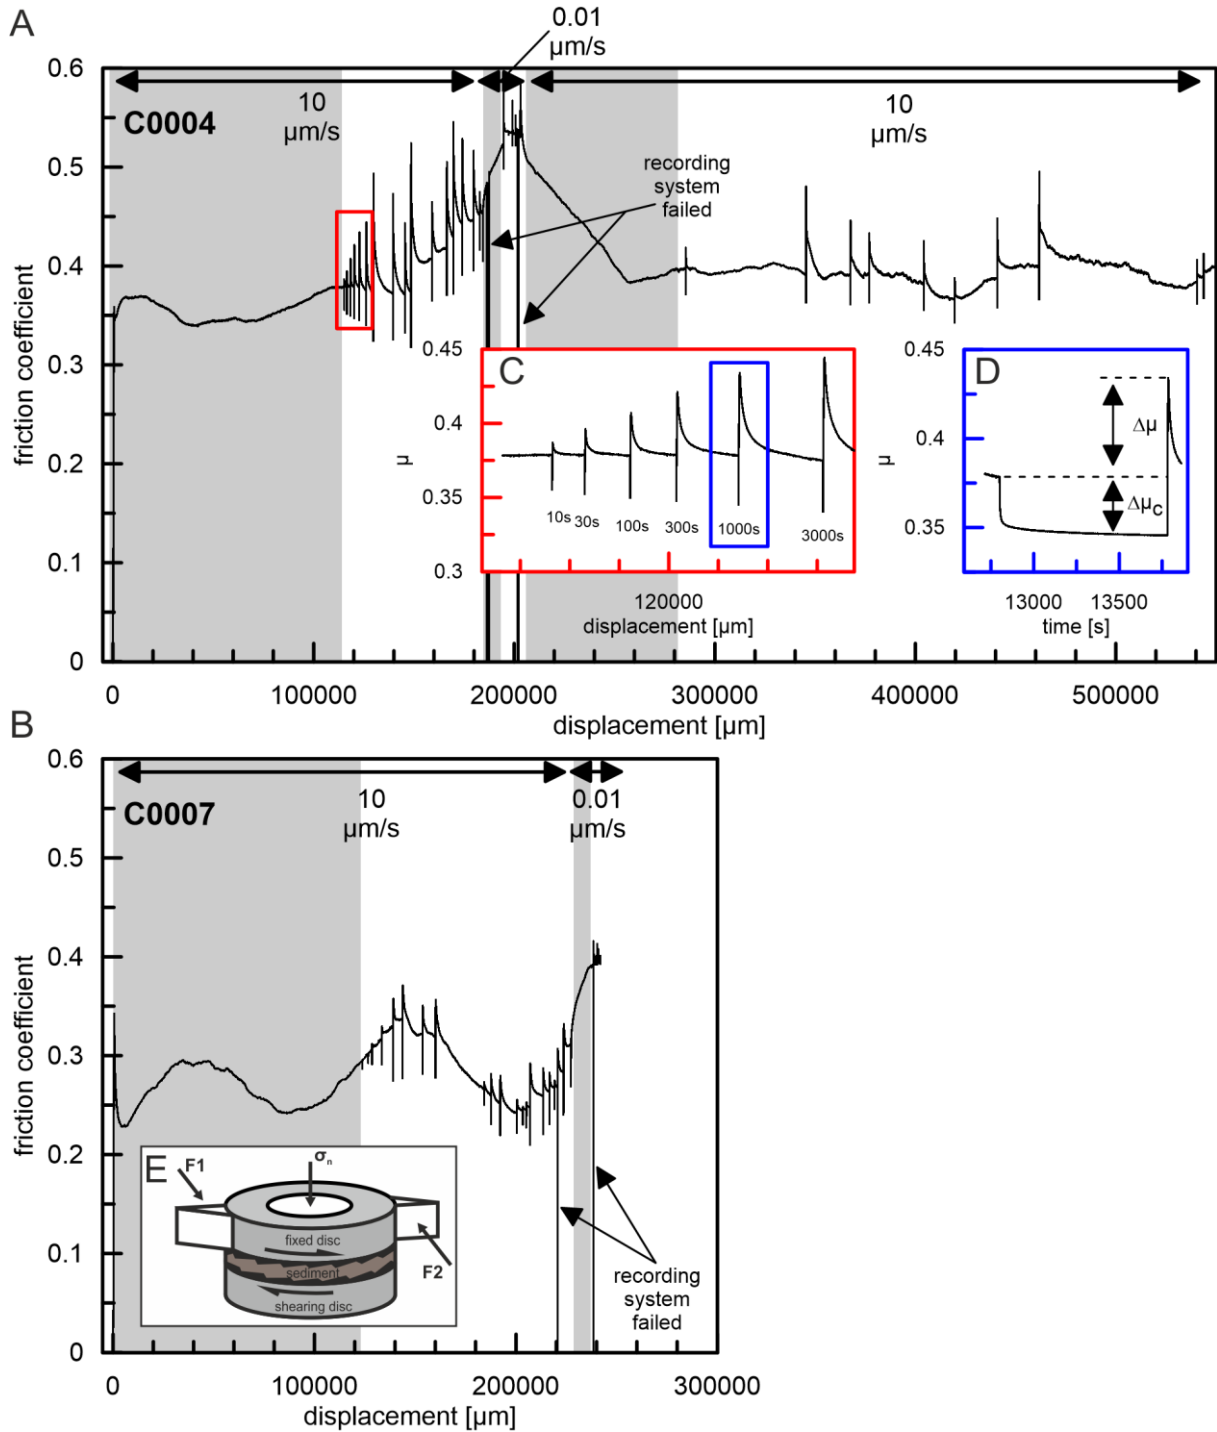 A
0.01
µm/s
0.6
10
µm/s
10
µm/s
C0004
0.5
recording
system
failed
0.4
friction coefficient
0.3
0.2
0.1
0
C
0.45
0.4
µ
0.35
0.3
10s
30s
100s
300s
1000s
3000s
120000
displacement [µm]
D
0.45
0.4
µ
0.35
Δµ
Δµc
13000
13500
time [s]
0
100000
200000
300000
400000
500000
displacement [µm]
B
0.6
10
µm/s
0.01
µm/s
C0007
0.5
0.4
friction coefficient
0.3
0.2
0.1
0
E
F1
σn
fixed disc
sediment
F2
shearing disc
recording
system
failed
0
100000
200000
300000
displacement [µm]